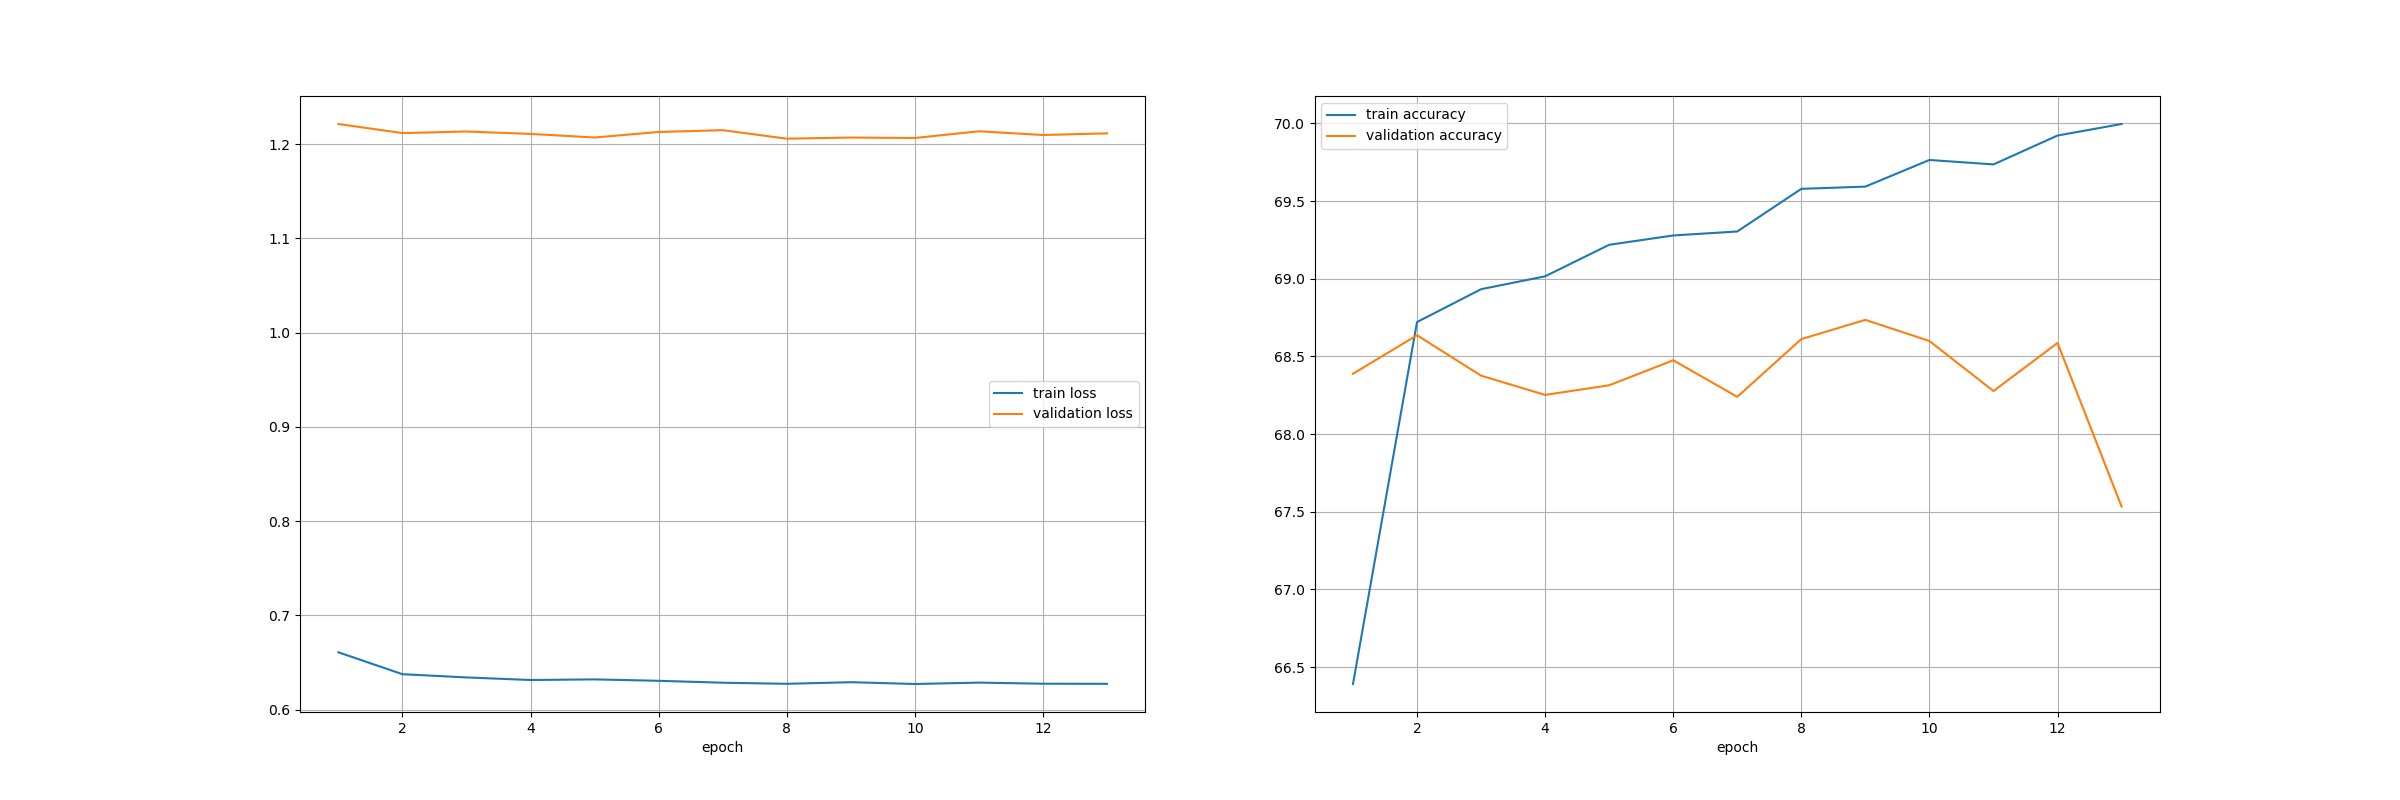 1.2
1.1
1.0
0.9
0.8
0.7
0.6
2 4 6 8 10 12
epoch
train loss
validation loss
train accuracy
validation accuracy
70.0
69.5
69.0
68.5
68.0
67.5
67.0
66.5
2 4 6 8 10 12
epoch